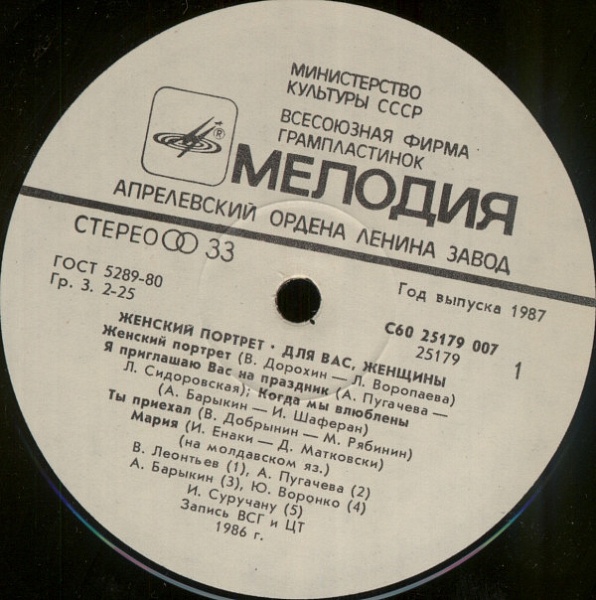 МИНИСТЕРСТВО
КУЛЬТУРЫ СССР
ВСЕСОЮЗНАЯ ФИРМА
ГРАМПЛАСТИНОК
®
МЕЛОДИЯ
АПРЕЛЕВСКИЙ ОРДЕНА ЛЕНИНА ЗАВОД
СТЕРЕО 33
ГОСТ 5289-80
Гр. 3. 2-25
Год выпуска 1987
С60 25179 007
25179
1
ЖЕНСКИЙ ПОРТРЕТ • ДЛЯ ВАС, ЖЕНЩИНЫ
Женский портрет (В. Дорохин — Л. Воропаева)
Я приглашаю Вас на праздник (А. Пугачева —
Л. Сидоровская); Когда мы влюблены
(А. Барыкин — И. Шаферан)
Ты приехал (В. Добрынин — М. Рябинин)
Мария (И. Енаки — Д. Матковски)
(на молдавском яз.)
В. Леонтьев (1), А. Пугачева (2)
А. Барыкин (3), Ю. Воронко (4)
И. Суручану (5)
Запись ВСГ и ЦТ
1986 г.